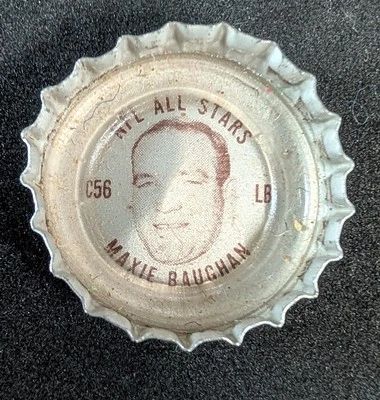 NFL ALL STARS
C56
LB
MAXIE BAUGHAN